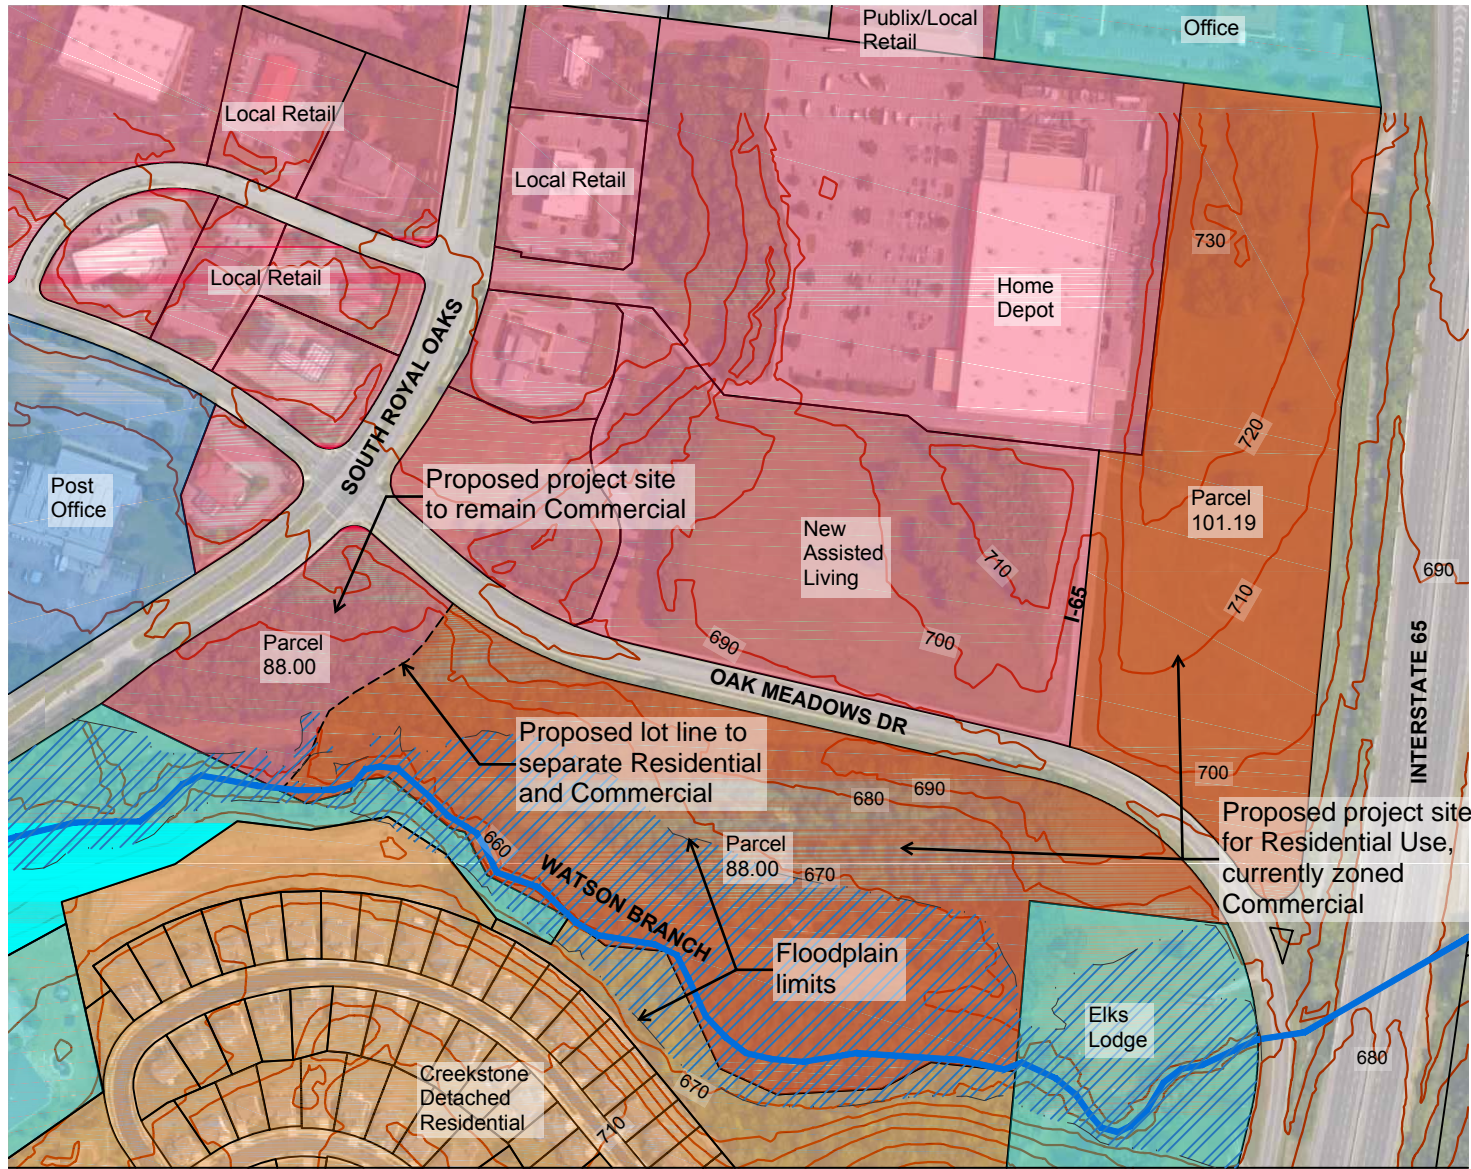 Publix/Local
Retail
Office
Local Retail
Local Retail
Local Retail
730
Home
Depot
SOUTH ROYAL OAKS
720
Post
Office
Proposed project site
to remain Commercial
Parcel
101.19
New
Assisted
Living
710
690
I-65
710
Parcel
88.00
690
700
OAK MEADOWS DR
INTERSTATE 65
Proposed lot line to
separate Residential
and Commercial
700
680
690
Proposed project site
for Residential Use,
currently zoned
Commercial
660
Parcel
88.00
670
WATSON BRANCH
Floodplain
limits
Elks
Lodge
680
Creekstone
Detached
Residential
670
710